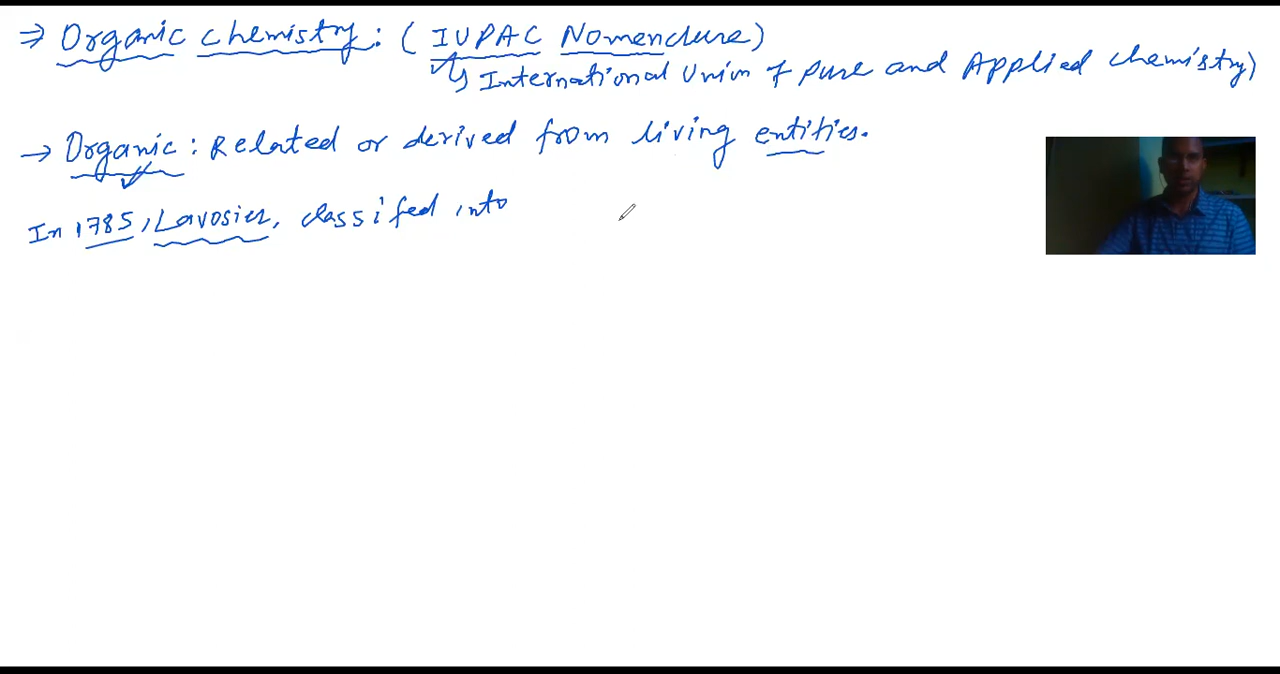 ⇒ Organic chemistry: (IUPAC Nomenclure)
↳ International Union of pure and Applied chemistry)
→ Organic: Related or derived from living entities.
In 1785, Lavosier, classifed into